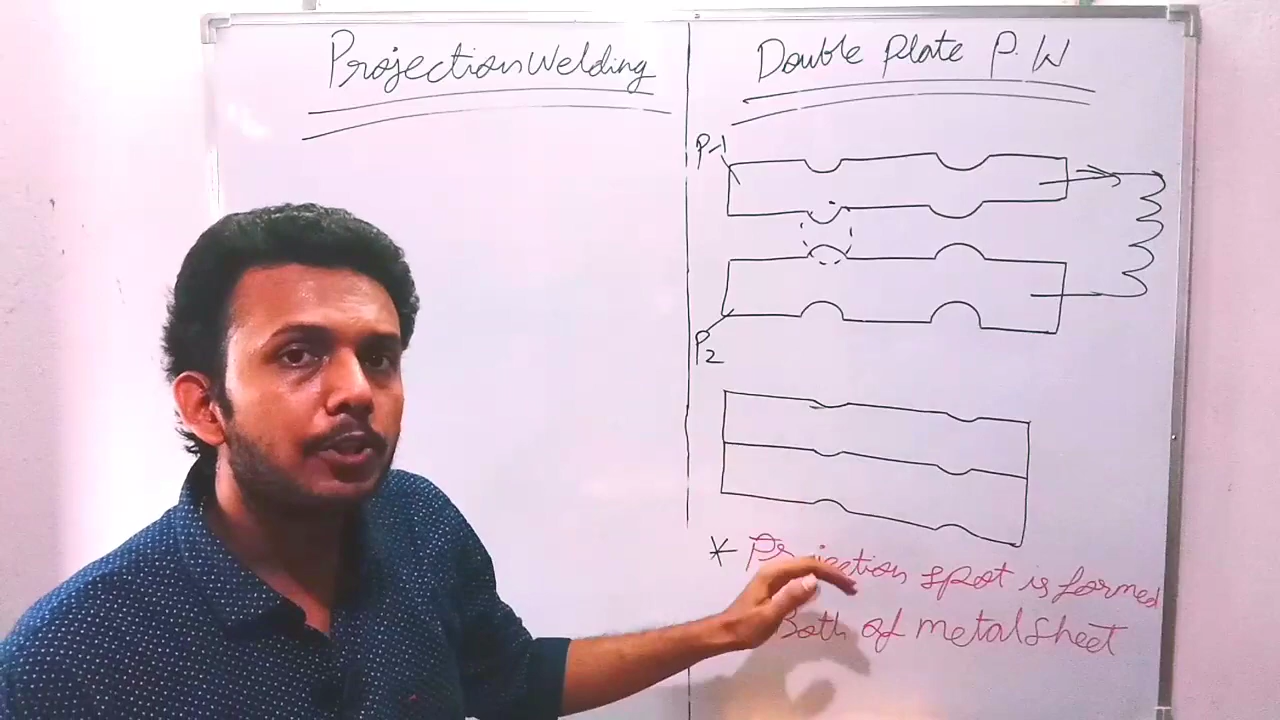 Projection Welding
Double Plate P.W
P-1
P2
* Projection spot is formed
Both of metal sheet